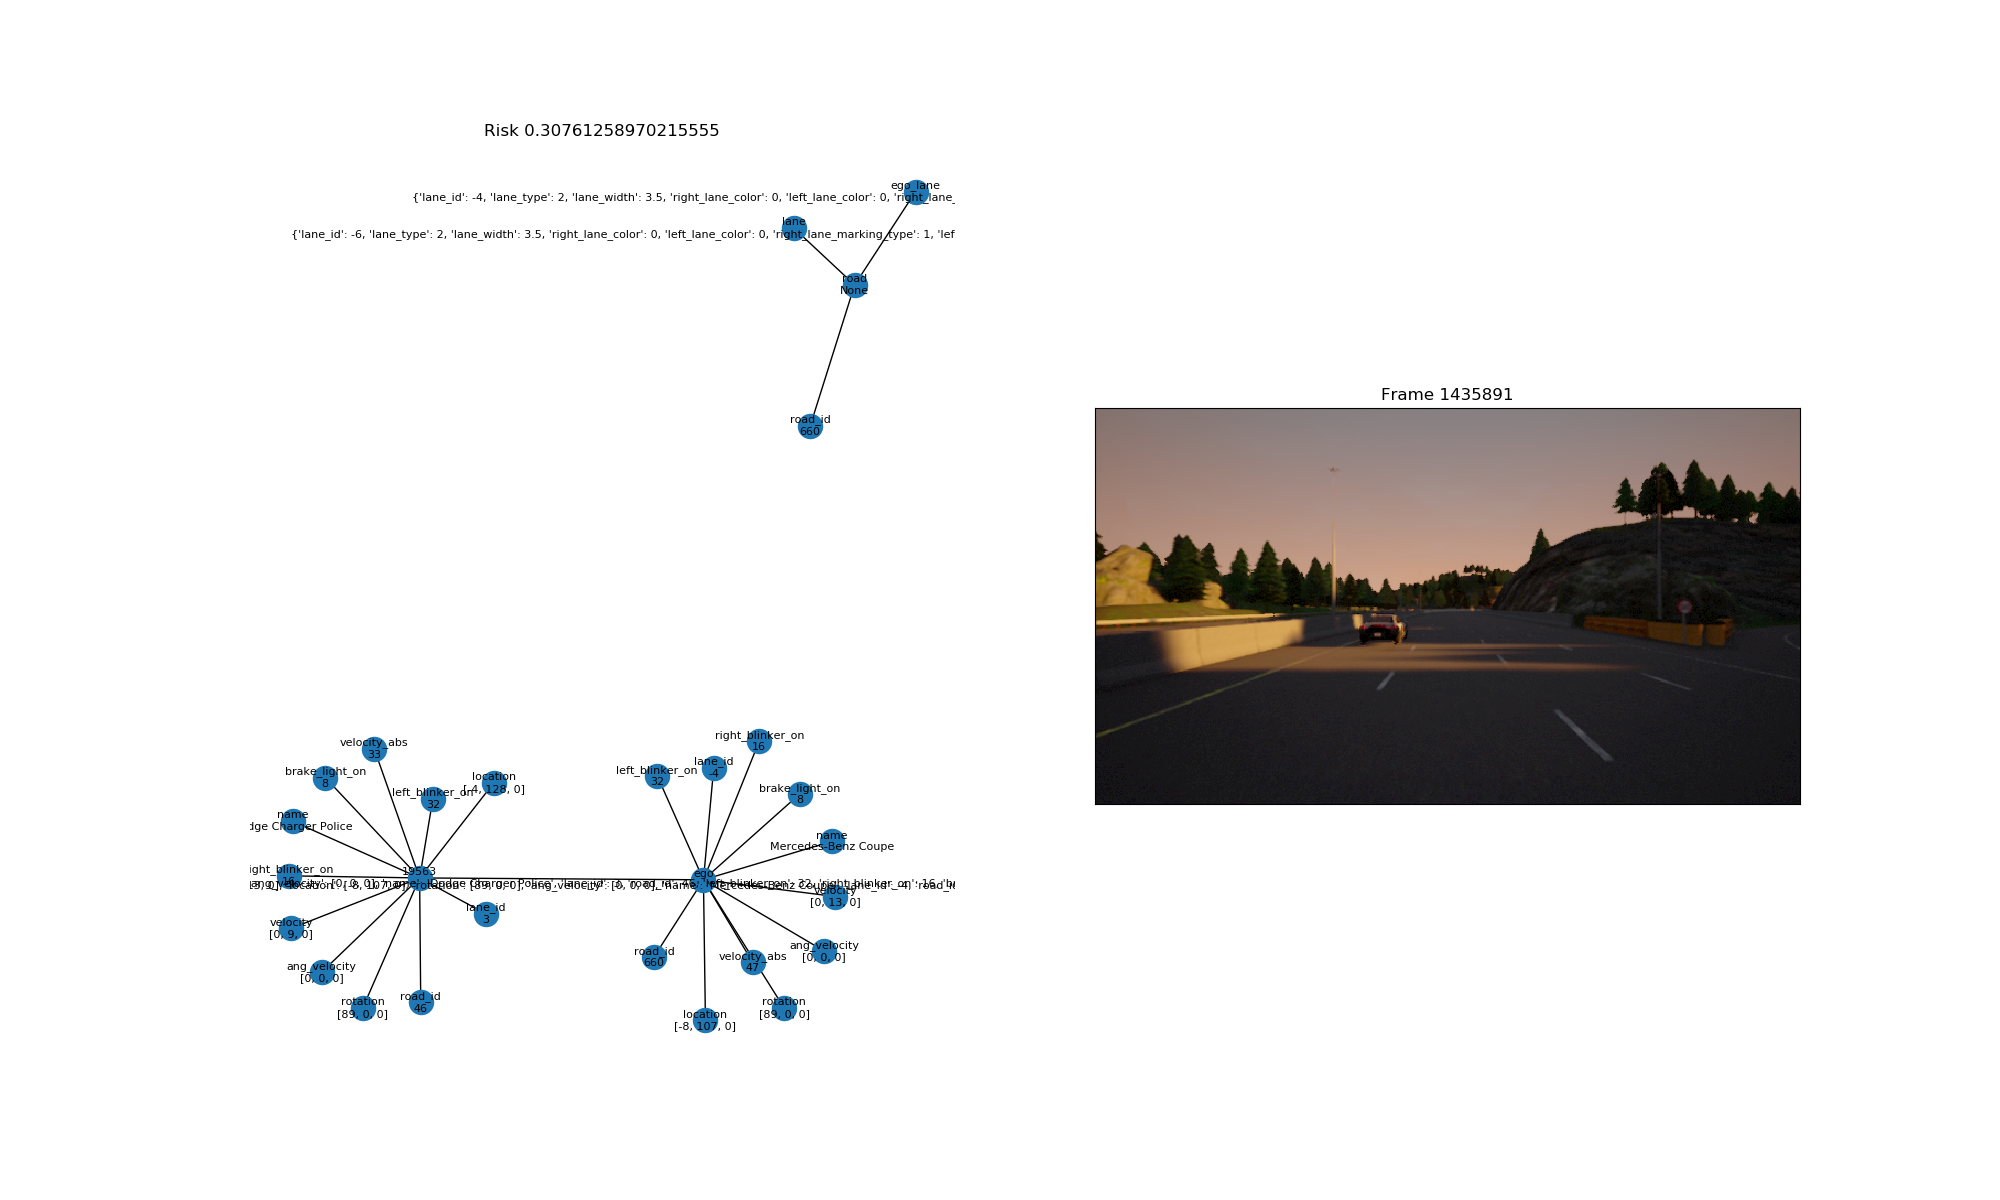 Risk 0.30761258970215555
ego_lane
{'lane_id': -4, 'lane_type': 2, 'lane_width': 3.5, 'right_lane_color': 0, 'left_lane_color': 0, 'right_lane_
lane
{'lane_id': -6, 'lane_type': 2, 'lane_width': 3.5, 'right_lane_color': 0, 'left_lane_color': 0, 'right_lane_marking_type': 1, 'lef
road
None
Frame 1435891
road_id
660
right_blinker_on
16
velocity_abs
33
lane_id
-4
left_blinker_on
32
brake_light_on
8
location
[-4, 128, 0]
brake_light_on
8
left_blinker_on
32
name
dge Charger Police
name
Mercedes-Benz Coupe
ight_blinker_on
16
19563
ego
velocity
[0, 13, 0]
lane_id
3
velocity
[0, 9, 0]
ang_velocity
[0, 0, 0]
road_id
660
velocity_abs
47
ang_velocity
[0, 0, 0]
rotation
[89, 0, 0]
road_id
46
rotation
[89, 0, 0]
location
[-8, 107, 0]